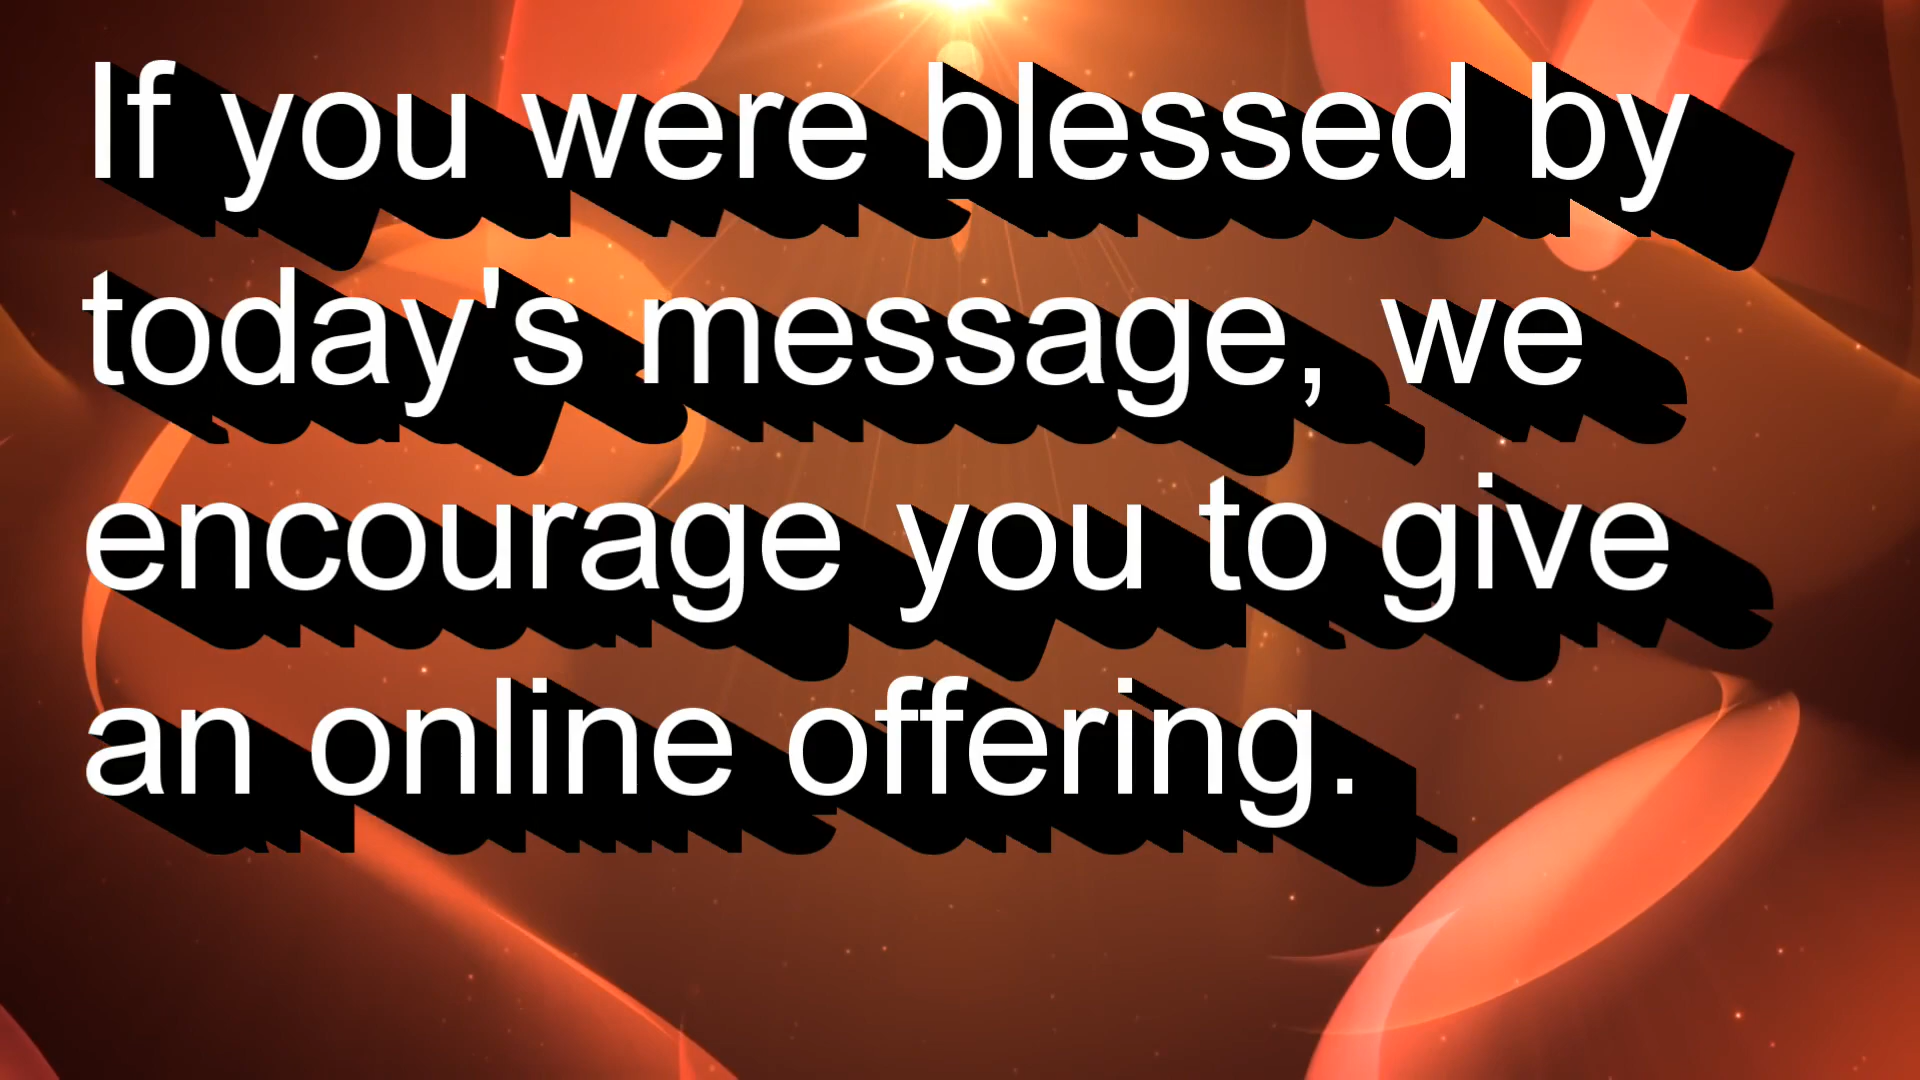 If you were blessed by
today's message, we
encourage you to give
an online offering.